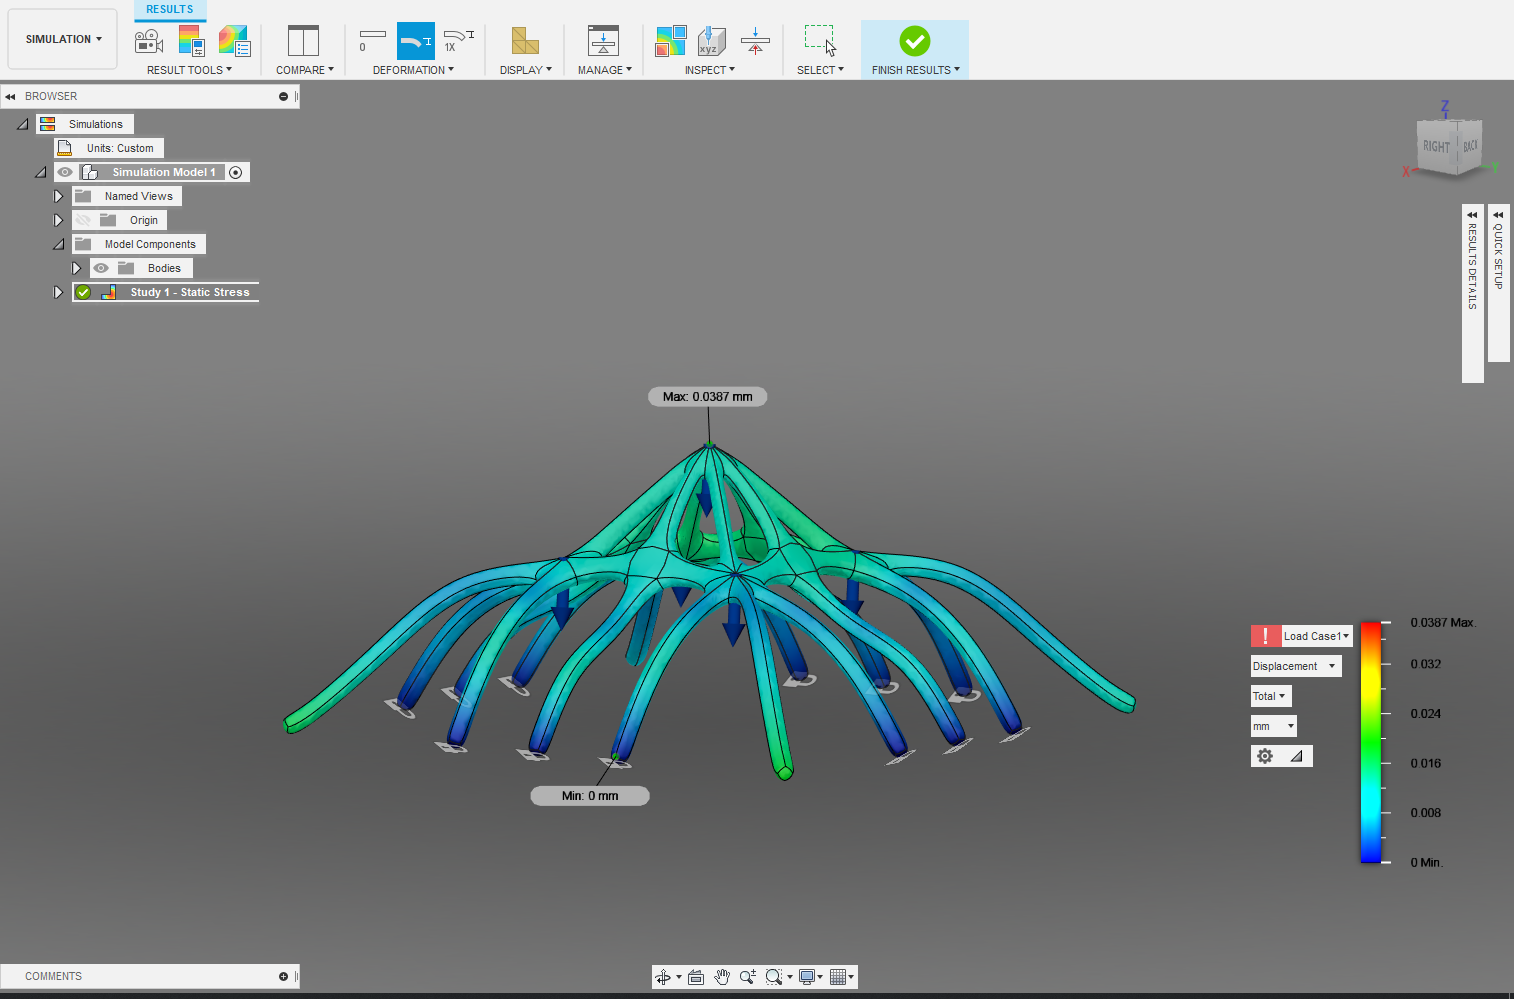 RESULTS
SIMULATION
0
1X
xyz
RESULT TOOLS
COMPARE
DEFORMATION
DISPLAY
MANAGE
INSPECT
SELECT
FINISH RESULTS
BROWSER
Simulations
Units: Custom
Simulation Model 1
Named Views
Origin
Model Components
Bodies
Study 1 - Static Stress
Z
RIGHT
BACK
X
Y
RESULTS DETAILS
QUICK SETUP
Max: 0.0387 mm
Min: 0 mm
! Load Case1
Displacement
Total
mm
0.0387 Max.
0.032
0.024
0.016
0.008
0 Min.
COMMENTS